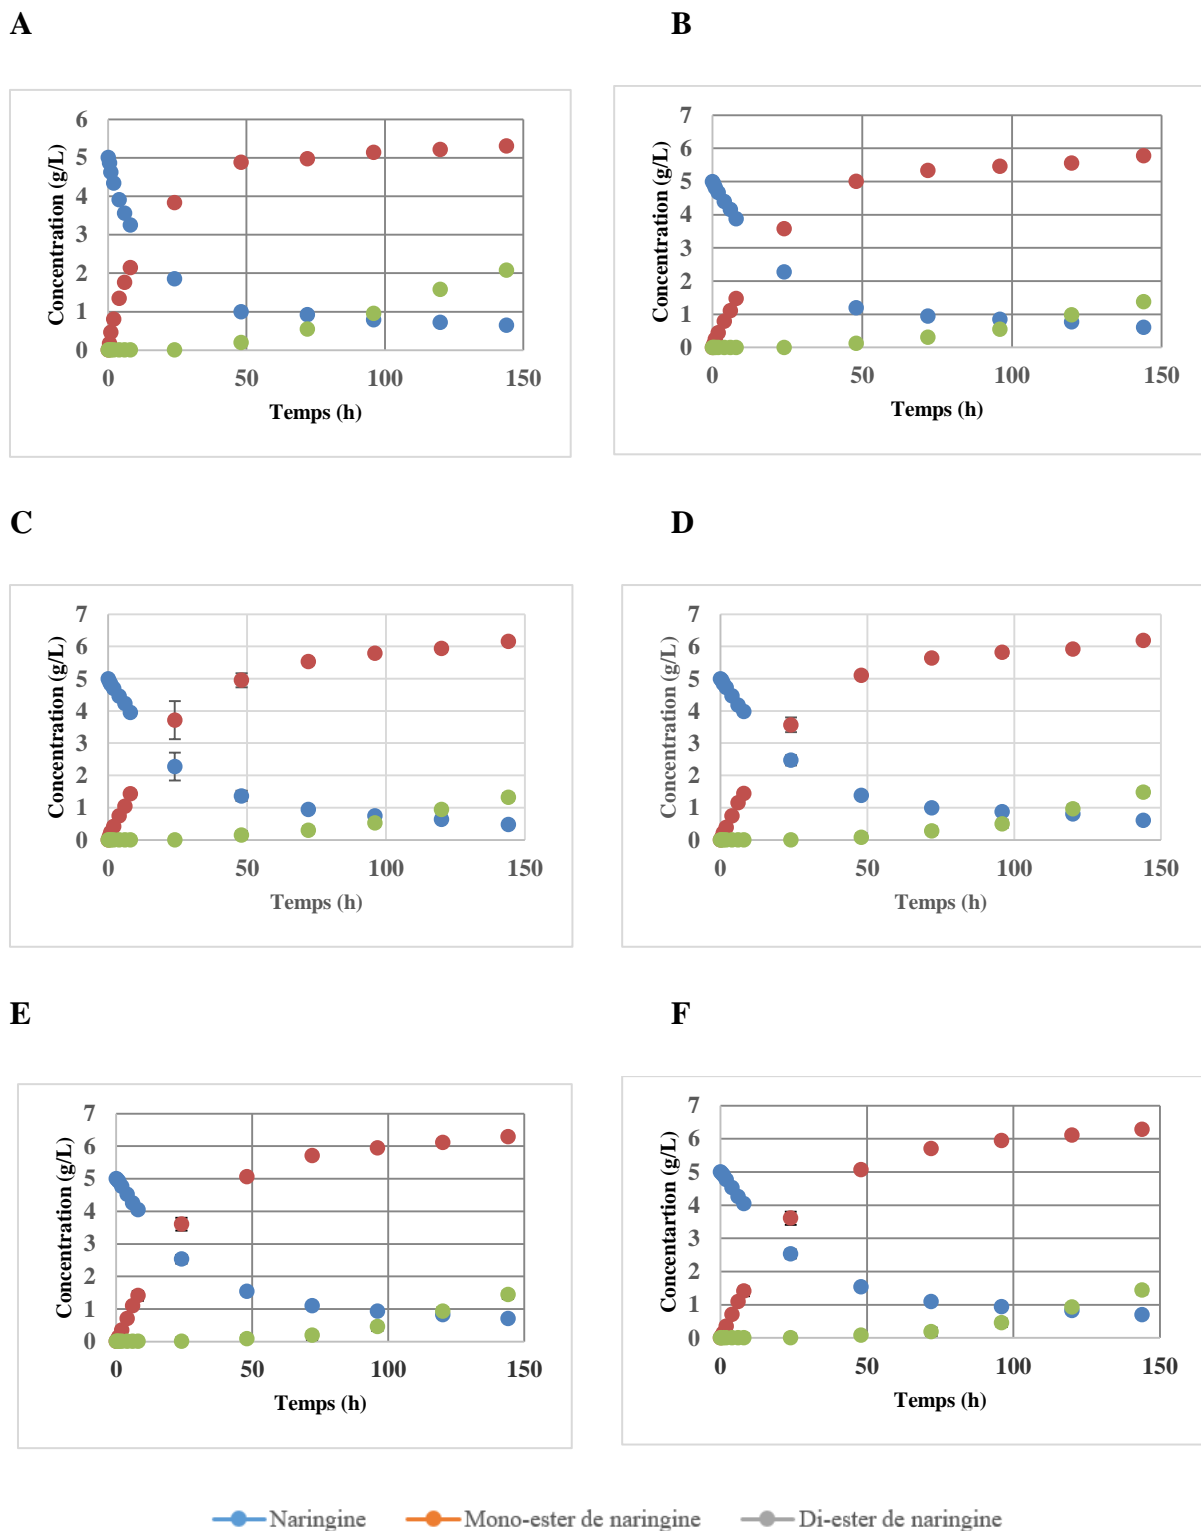 A
B
Concentration (g/L)
6
5
4
3
2
1
0
0 50 100 150
Temps (h)
Concentration (g/L)
7
6
5
4
3
2
1
0
0 50 100 150
Temps (h)
C
D
Concentration (g/L)
7
6
5
4
3
2
1
0
0 50 100 150
Temps (h)
Concentration (g/L)
7
6
5
4
3
2
1
0
0 50 100 150
Temps (h)
E
F
Concentration (g/L)
7
6
5
4
3
2
1
0
0 50 100 150
Temps (h)
Concentartion (g/L)
7
6
5
4
3
2
1
0
0 50 100 150
Temps (h)
Naringine Mono-ester de naringine Di-ester de naringine